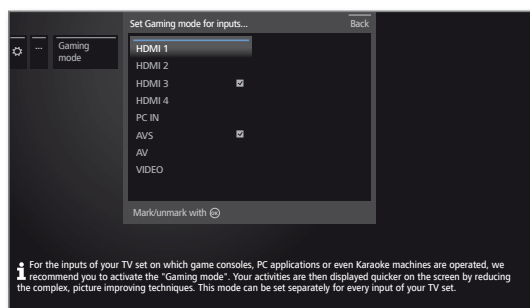 Set Gaming mode for inputs... Back
... Gaming
mode
HDMI 1
HDMI 2
HDMI 3
HDMI 4
PC IN
AVS
AV
VIDEO
Mark/unmark with OK
i For the inputs of your TV set on which game consoles, PC applications or even Karaoke machines are operated, we
recommend you to activate the "Gaming mode". Your activities are then displayed quicker on the screen by reducing
the complex, picture improving techniques. This mode can be set separately for every input of your TV set.